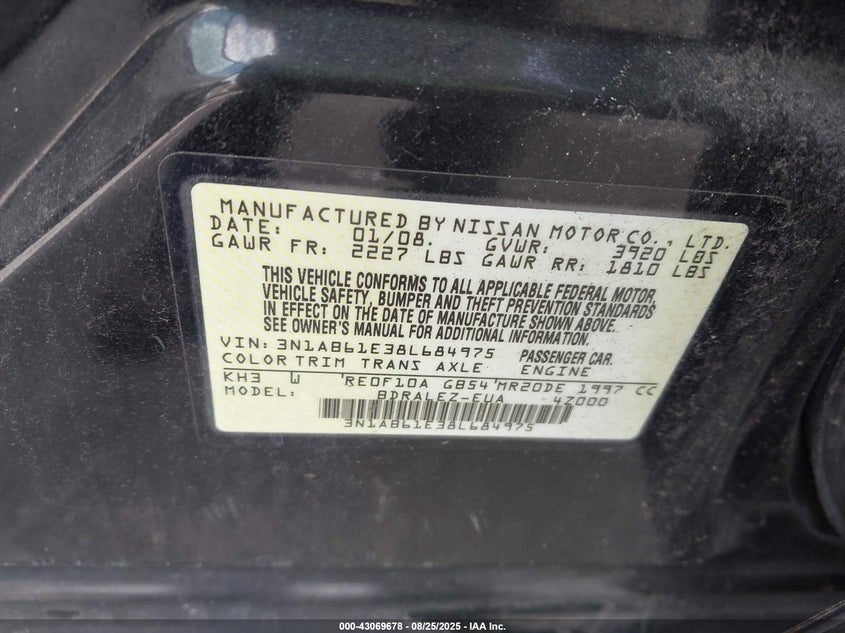 MANUFACTURED BY NISSAN MOTOR CO., LTD.
DATE: 01/08. GVWR: 3920 LBS
GAWR FR: 2227 LBS GAWR RR: 1810 LBS
THIS VEHICLE CONFORMS TO ALL APPLICABLE FEDERAL MOTOR
VEHICLE SAFETY, BUMPER AND THEFT PREVENTION STANDARDS
IN EFFECT ON THE DATE OF MANUFACTURE SHOWN ABOVE.
SEE OWNER'S MANUAL FOR ADDITIONAL INFORMATION.
VIN: 3N1AB61E38L684975 PASSENGER CAR.
COLOR TRIM TRANS AXLE ENGINE
KH3 W RE0F10A GB54 MR20DE 1997 CC
MODEL: BDRALEZ-EUA 4Z000
3N1AB61E38L684975
000-43069678 - 08/25/2025 - IAA Inc.